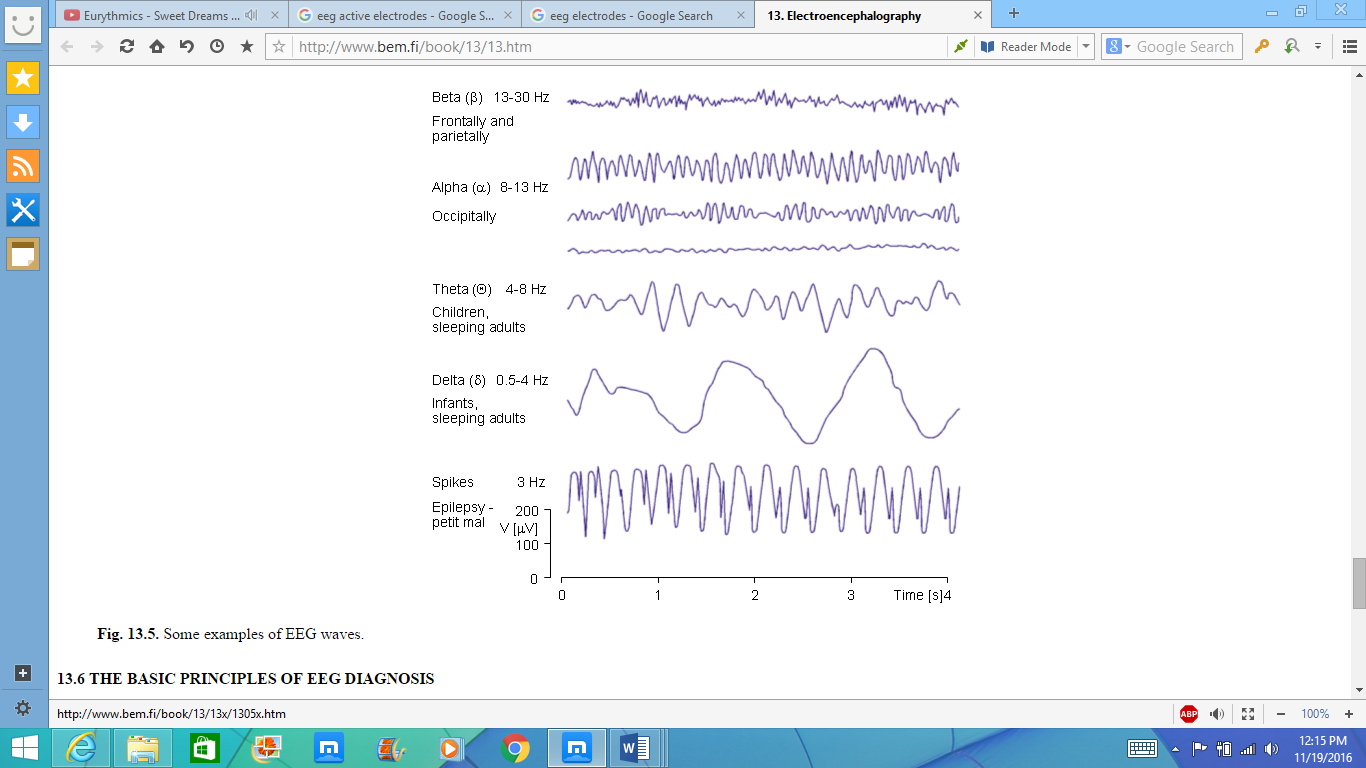 Eurythmics - Sweet Dreams ...
eeg active electrodes - Google S...
eeg electrodes - Google Search
13. Electroencephalography
http://www.bem.fi/book/13/13.htm
Reader Mode
Google Search
Beta (β) 13-30 Hz
Frontally and
parietally
Alpha (α) 8-13 Hz
Occipitally
Theta (Θ) 4-8 Hz
Children,
sleeping adults
Delta (δ) 0.5-4 Hz
Infants,
sleeping adults
Spikes 3 Hz
Epilepsy -
petit mal
200
V [µV]
100
0
0 1 2 3 Time [s]4
Fig. 13.5. Some examples of EEG waves.
13.6 THE BASIC PRINCIPLES OF EEG DIAGNOSIS
http://www.bem.fi/book/13/13x/1305x.htm
ABP
100%
12:15 PM
11/19/2016